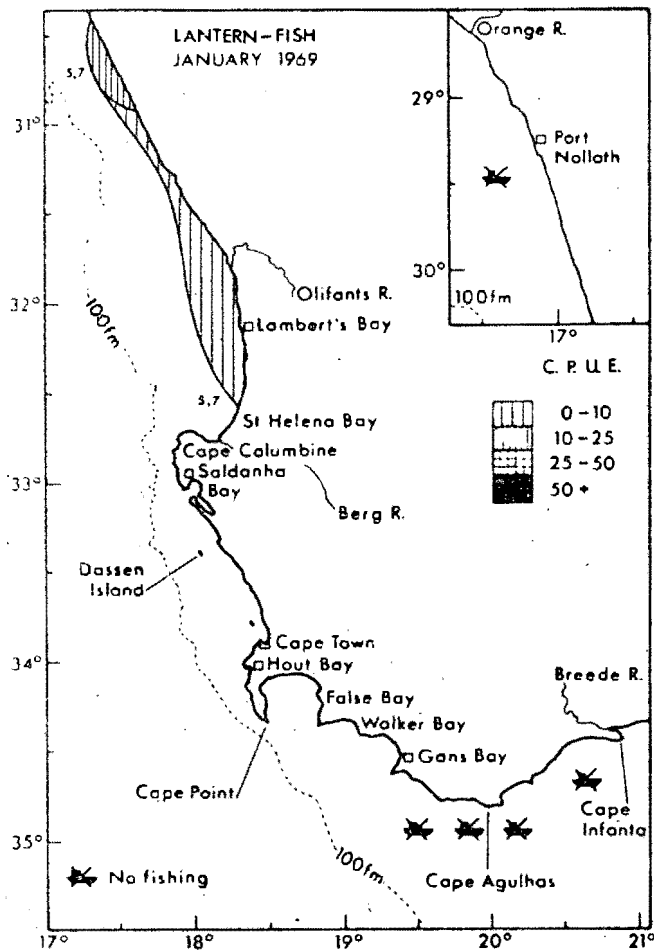 LANTERN-FISH
JANUARY 1969
Orange R.
29°
Port
Nolloth
30°
100fm
17°
5,7
31°
32°
33°
34°
35°
100fm
Olifants R.
Lambert's Bay
5,7
St Helena Bay
Cape Columbine
Saldanha
Bay
Berg R.
Dassen
Island
Cape Town
Hout Bay
False Bay
Walker Bay
Gans Bay
Breede R.
Cape Point
Cape
Infanta
Cape Agulhas
100fm
No fishing
C. P. U. E.
0-10
10-25
25-50
50+
17°
18°
19°
20°
21°